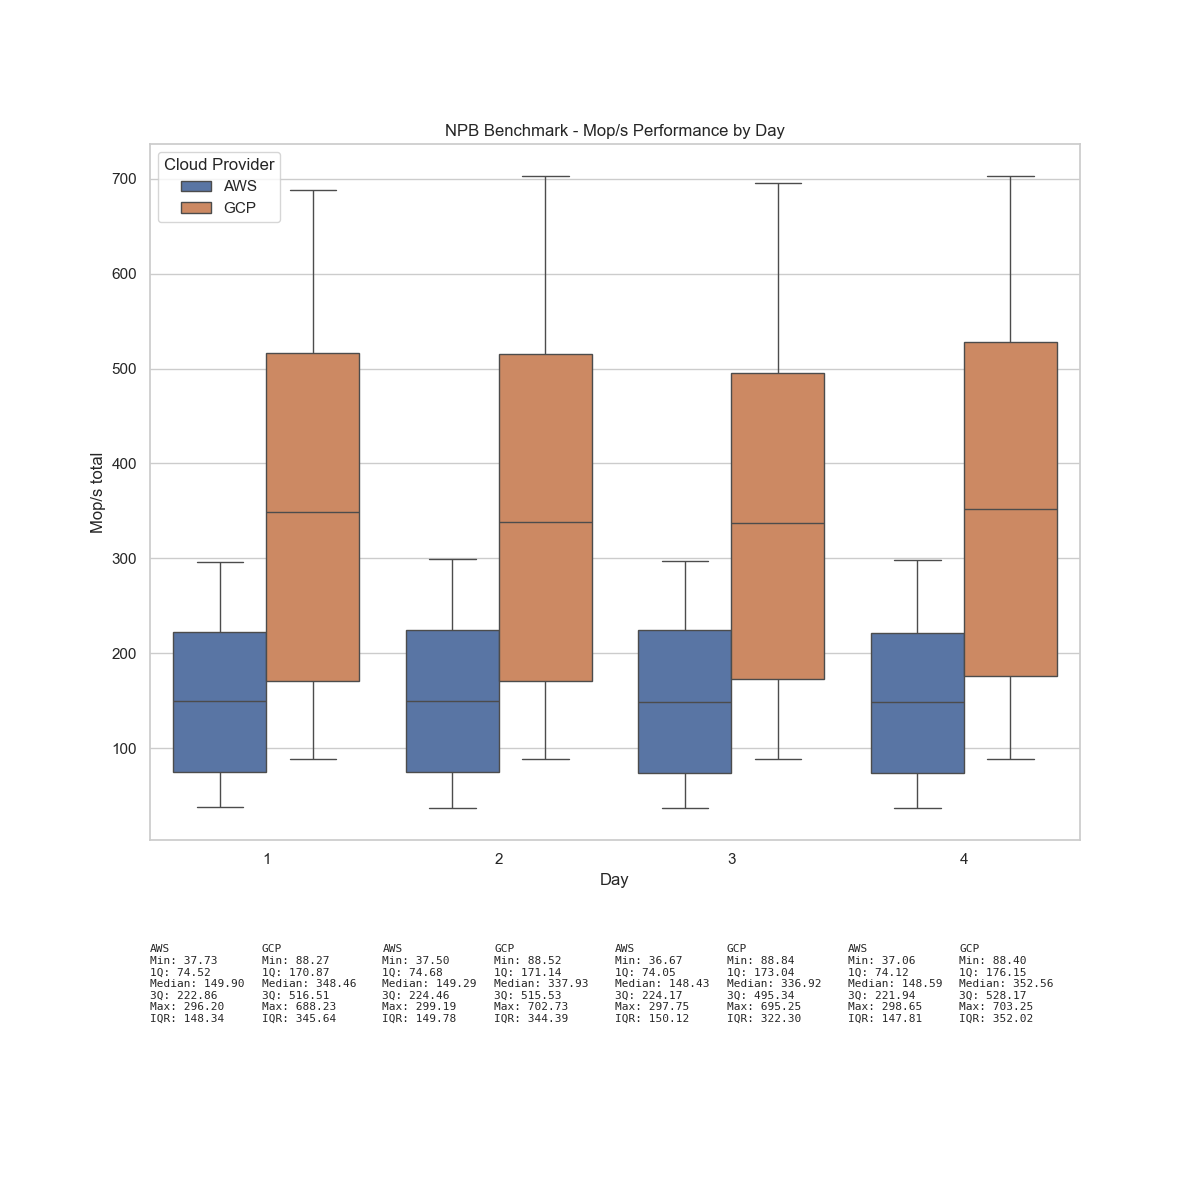 NPB Benchmark - Mop/s Performance by Day
Cloud Provider
AWS
GCP
700
600
500
400
300
200
100
Mop/s total
1 2 3 4
Day
AWS GCP AWS GCP AWS GCP AWS GCP
Min: 37.73 Min: 88.27 Min: 37.50 Min: 88.52 Min: 36.67 Min: 88.84 Min: 37.06 Min: 88.40
1Q: 74.52 1Q: 170.87 1Q: 74.68 1Q: 171.14 1Q: 74.05 1Q: 173.04 1Q: 74.12 1Q: 176.15
Median: 149.90 Median: 348.46 Median: 149.29 Median: 337.93 Median: 148.43 Median: 336.92 Median: 148.59 Median: 352.56
3Q: 222.86 3Q: 516.51 3Q: 224.46 3Q: 515.53 3Q: 224.17 3Q: 495.34 3Q: 221.94 3Q: 528.17
Max: 296.20 Max: 688.23 Max: 299.19 Max: 702.73 Max: 297.75 Max: 695.25 Max: 298.65 Max: 703.25
IQR: 148.34 IQR: 345.64 IQR: 149.78 IQR: 344.39 IQR: 150.12 IQR: 322.30 IQR: 147.81 IQR: 352.02